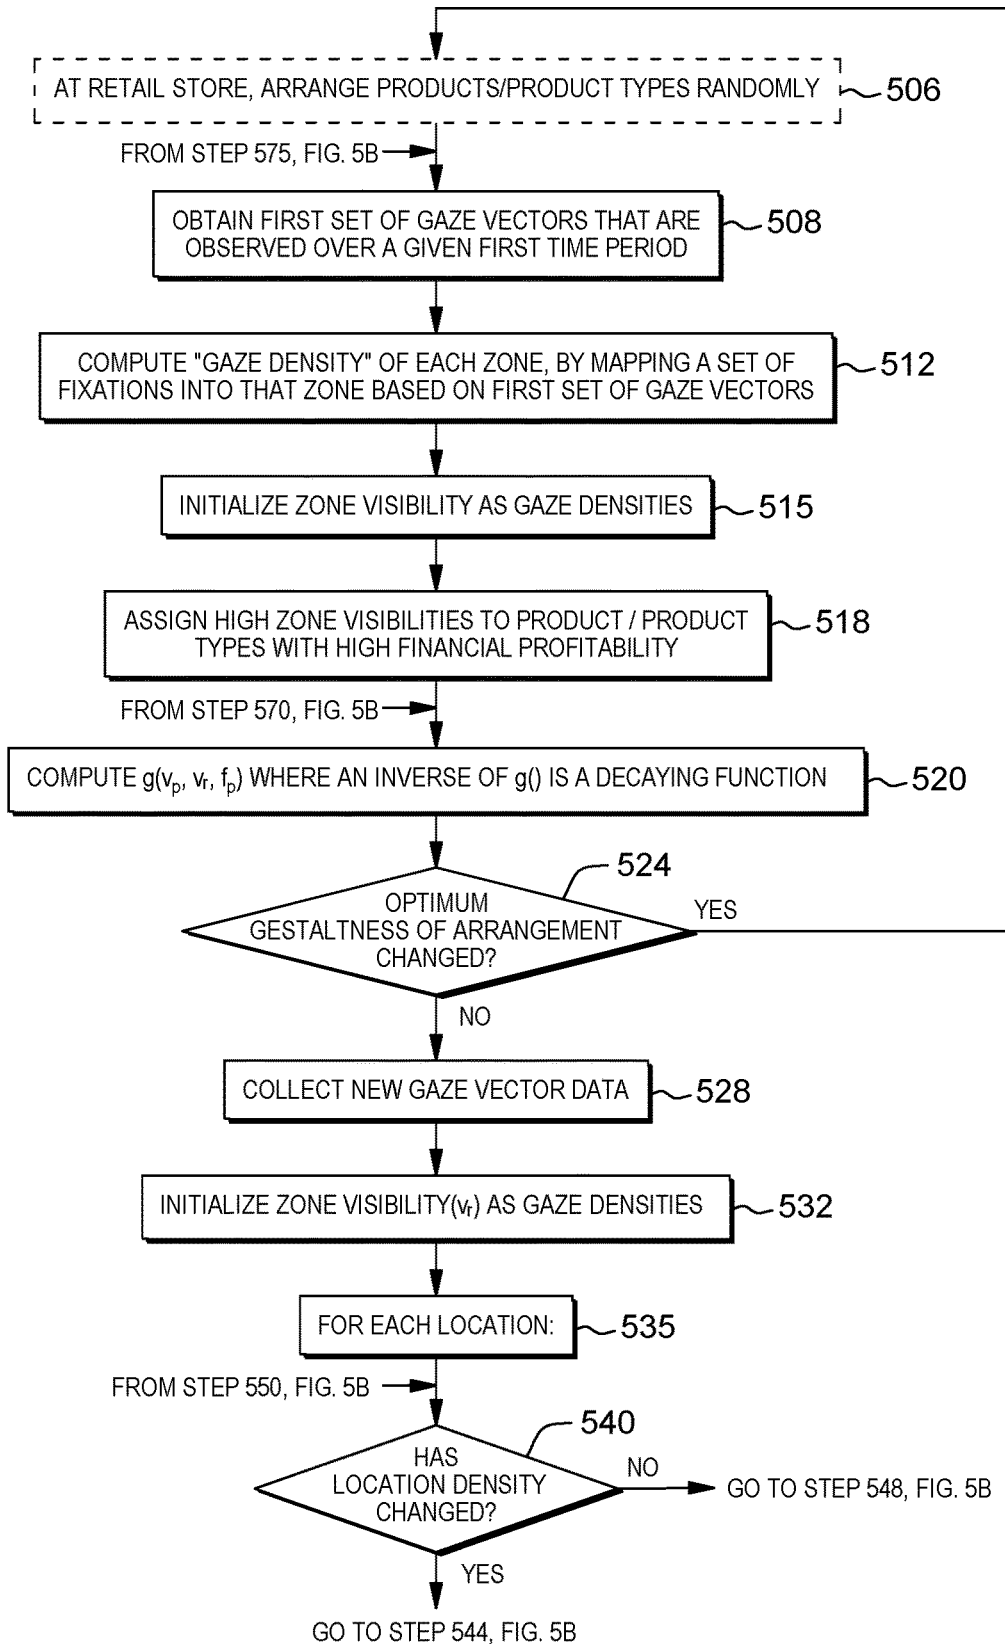 AT RETAIL STORE, ARRANGE PRODUCTS/PRODUCT TYPES RANDOMLY
506
FROM STEP 575, FIG. 5B
OBTAIN FIRST SET OF GAZE VECTORS THAT ARE
OBSERVED OVER A GIVEN FIRST TIME PERIOD
508
COMPUTE "GAZE DENSITY" OF EACH ZONE, BY MAPPING A SET OF
FIXATIONS INTO THAT ZONE BASED ON FIRST SET OF GAZE VECTORS
512
INITIALIZE ZONE VISIBILITY AS GAZE DENSITIES
515
ASSIGN HIGH ZONE VISIBILITIES TO PRODUCT / PRODUCT
TYPES WITH HIGH FINANCIAL PROFITABILITY
518
FROM STEP 570, FIG. 5B
COMPUTE g(vp, vr, fp) WHERE AN INVERSE OF g() IS A DECAYING FUNCTION
520
524
OPTIMUM
GESTALTNESS OF ARRANGEMENT
CHANGED?
YES
NO
COLLECT NEW GAZE VECTOR DATA
528
INITIALIZE ZONE VISIBILITY(vr) AS GAZE DENSITIES
532
FOR EACH LOCATION:
535
FROM STEP 550, FIG. 5B
540
HAS
LOCATION DENSITY
CHANGED?
NO
GO TO STEP 548, FIG. 5B
YES
GO TO STEP 544, FIG. 5B